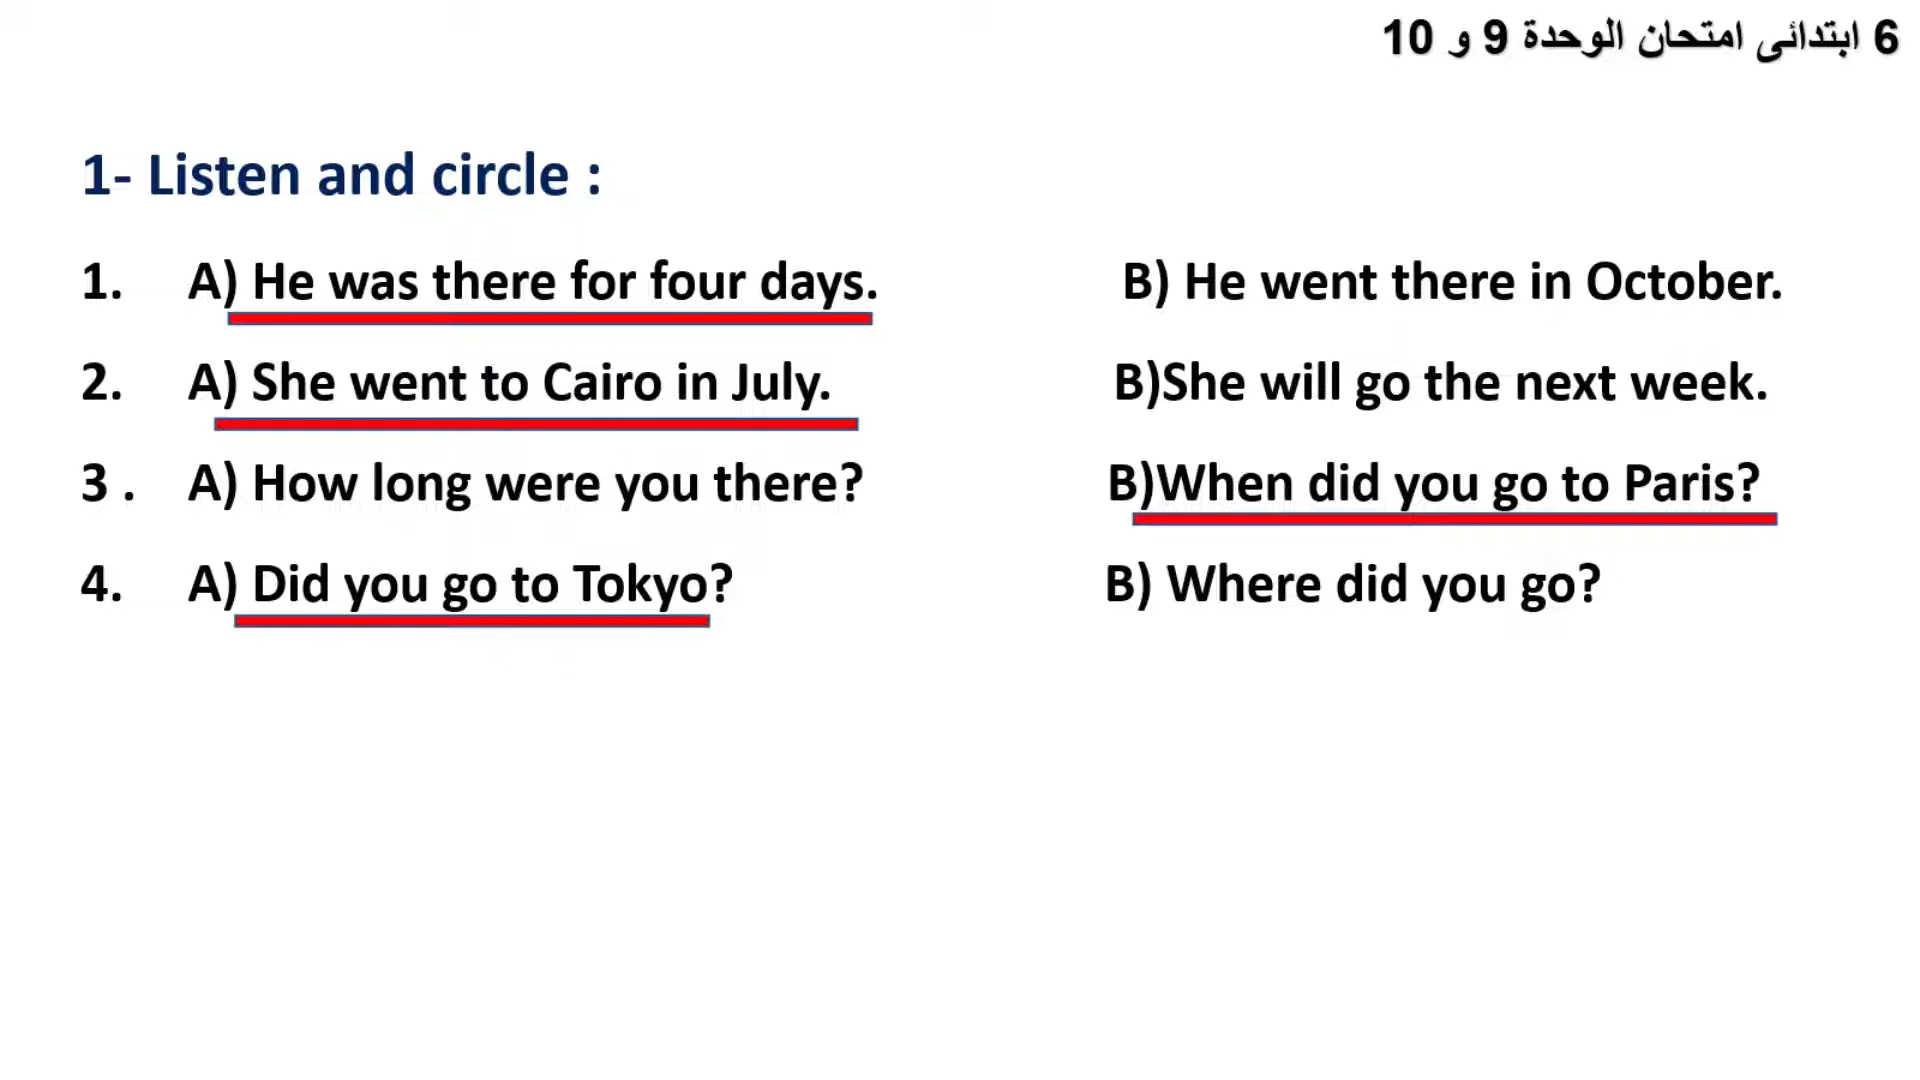 6 ابتدائى امتحان الوحدة 9 و 10
1- Listen and circle :
1. A) He was there for four days. B) He went there in October.
2. A) She went to Cairo in July. B)She will go the next week.
3 . A) How long were you there? B)When did you go to Paris?
4. A) Did you go to Tokyo? B) Where did you go?